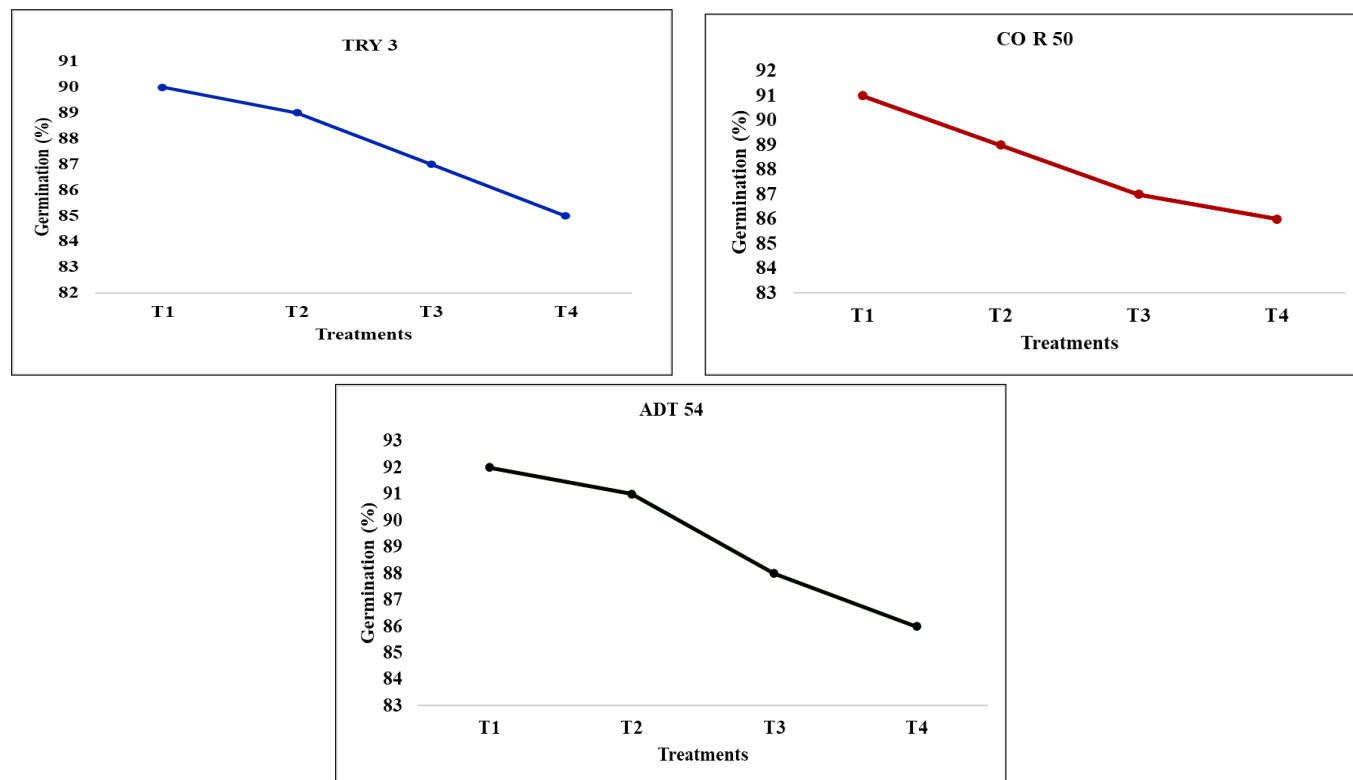 TRY 3
Germination (%)
91
90
89
88
87
86
85
84
83
82
T1 T2 T3 T4
Treatments
CO R 50
Germination (%)
92
91
90
89
88
87
86
85
84
83
T1 T2 T3 T4
Treatments
ADT 54
Germination (%)
93
92
91
90
89
88
87
86
85
84
83
T1 T2 T3 T4
Treatments